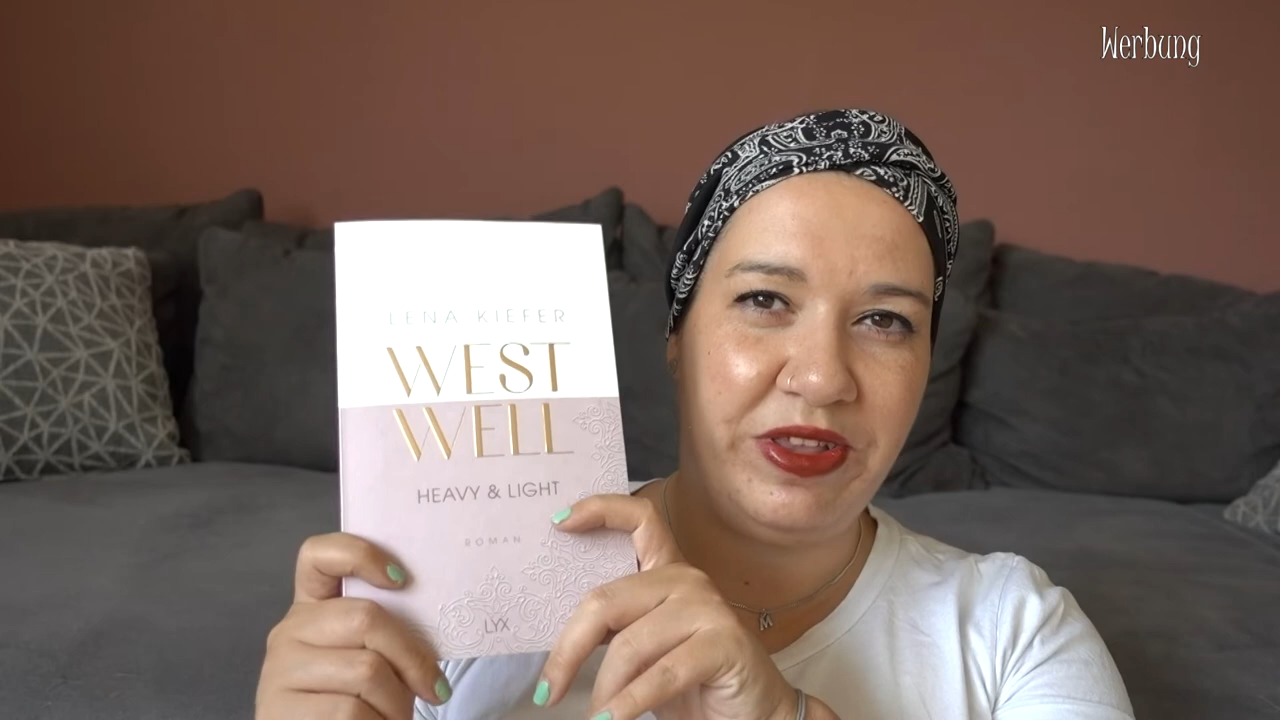 Werbung
LENA KIEFER
WEST
WELL
HEAVY & LIGHT
ROMAN
LYX
M